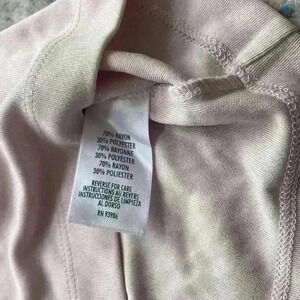 70% RAYON
30% POLYESTER
70% RAYONNE
30% POLYESTER
70% RAYON
30% POLIESTER
REVERSE FOR CARE
INSTRUCTIONS AU REVERS
INSTRUCCIONES DE LIMPIEZA
AL DORSO
RN 93986